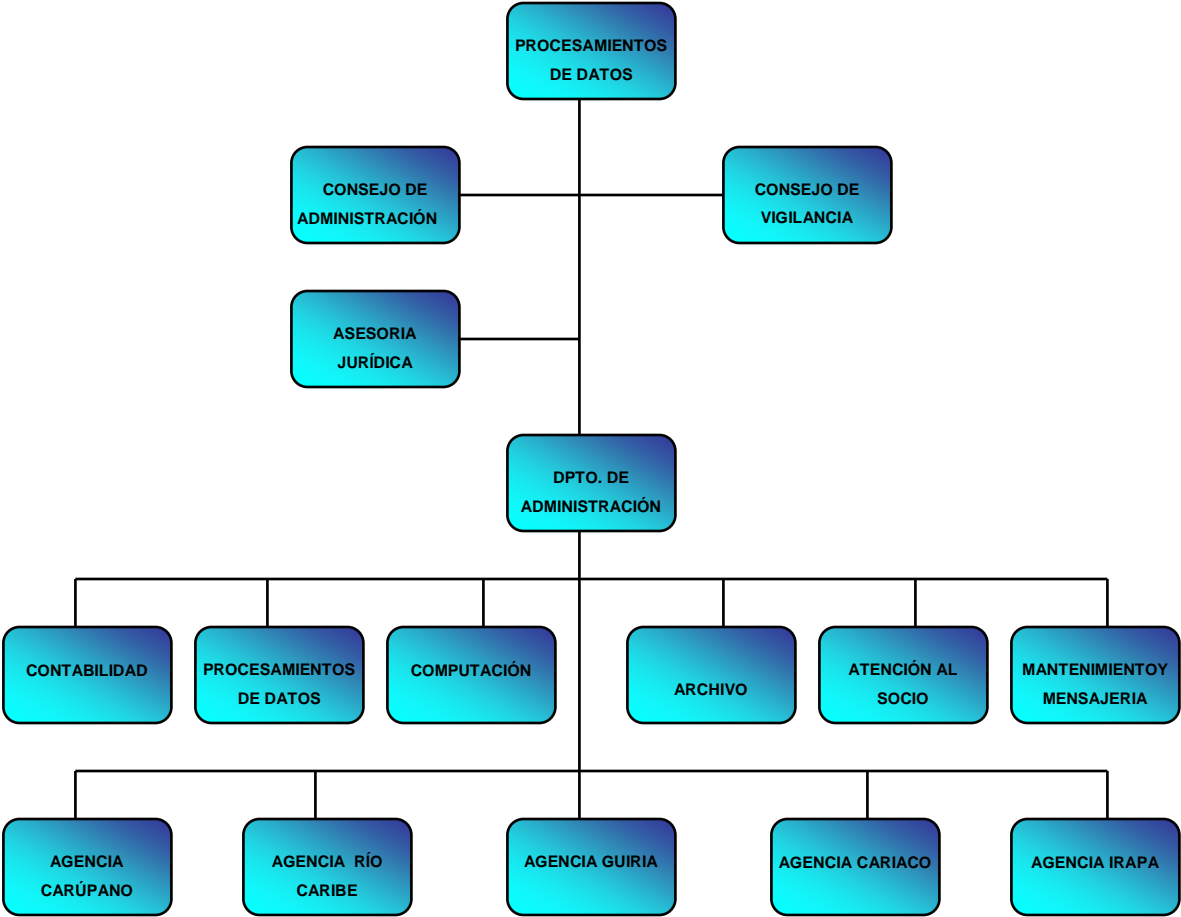 PROCESAMIENTOS
DE DATOS
CONSEJO DE
ADMINISTRACIÓN
CONSEJO DE
VIGILANCIA
ASESORIA
JURÍDICA
DPTO. DE
ADMINISTRACIÓN
CONTABILIDAD
PROCESAMIENTOS
DE DATOS
COMPUTACIÓN
ARCHIVO
ATENCIÓN AL
SOCIO
MANTENIMIENTOY
MENSAJERIA
AGENCIA
CARÚPANO
AGENCIA RÍO
CARIBE
AGENCIA GUIRIA
AGENCIA CARIACO
AGENCIA IRAPA